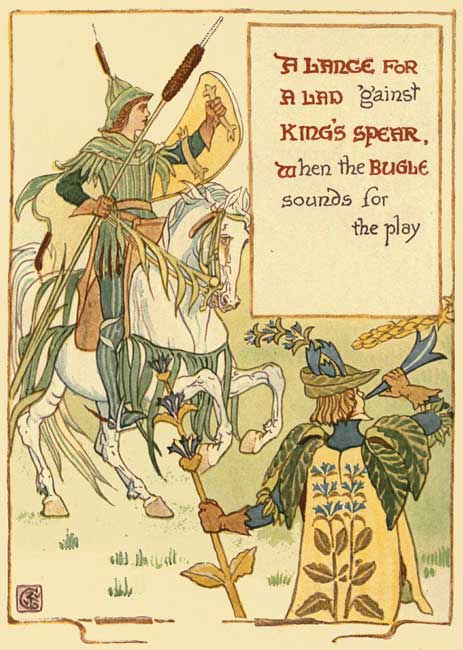 A LANCE FOR
A LAD 'gainst
KING'S SPEAR,
When the BUGLE
sounds for
the play